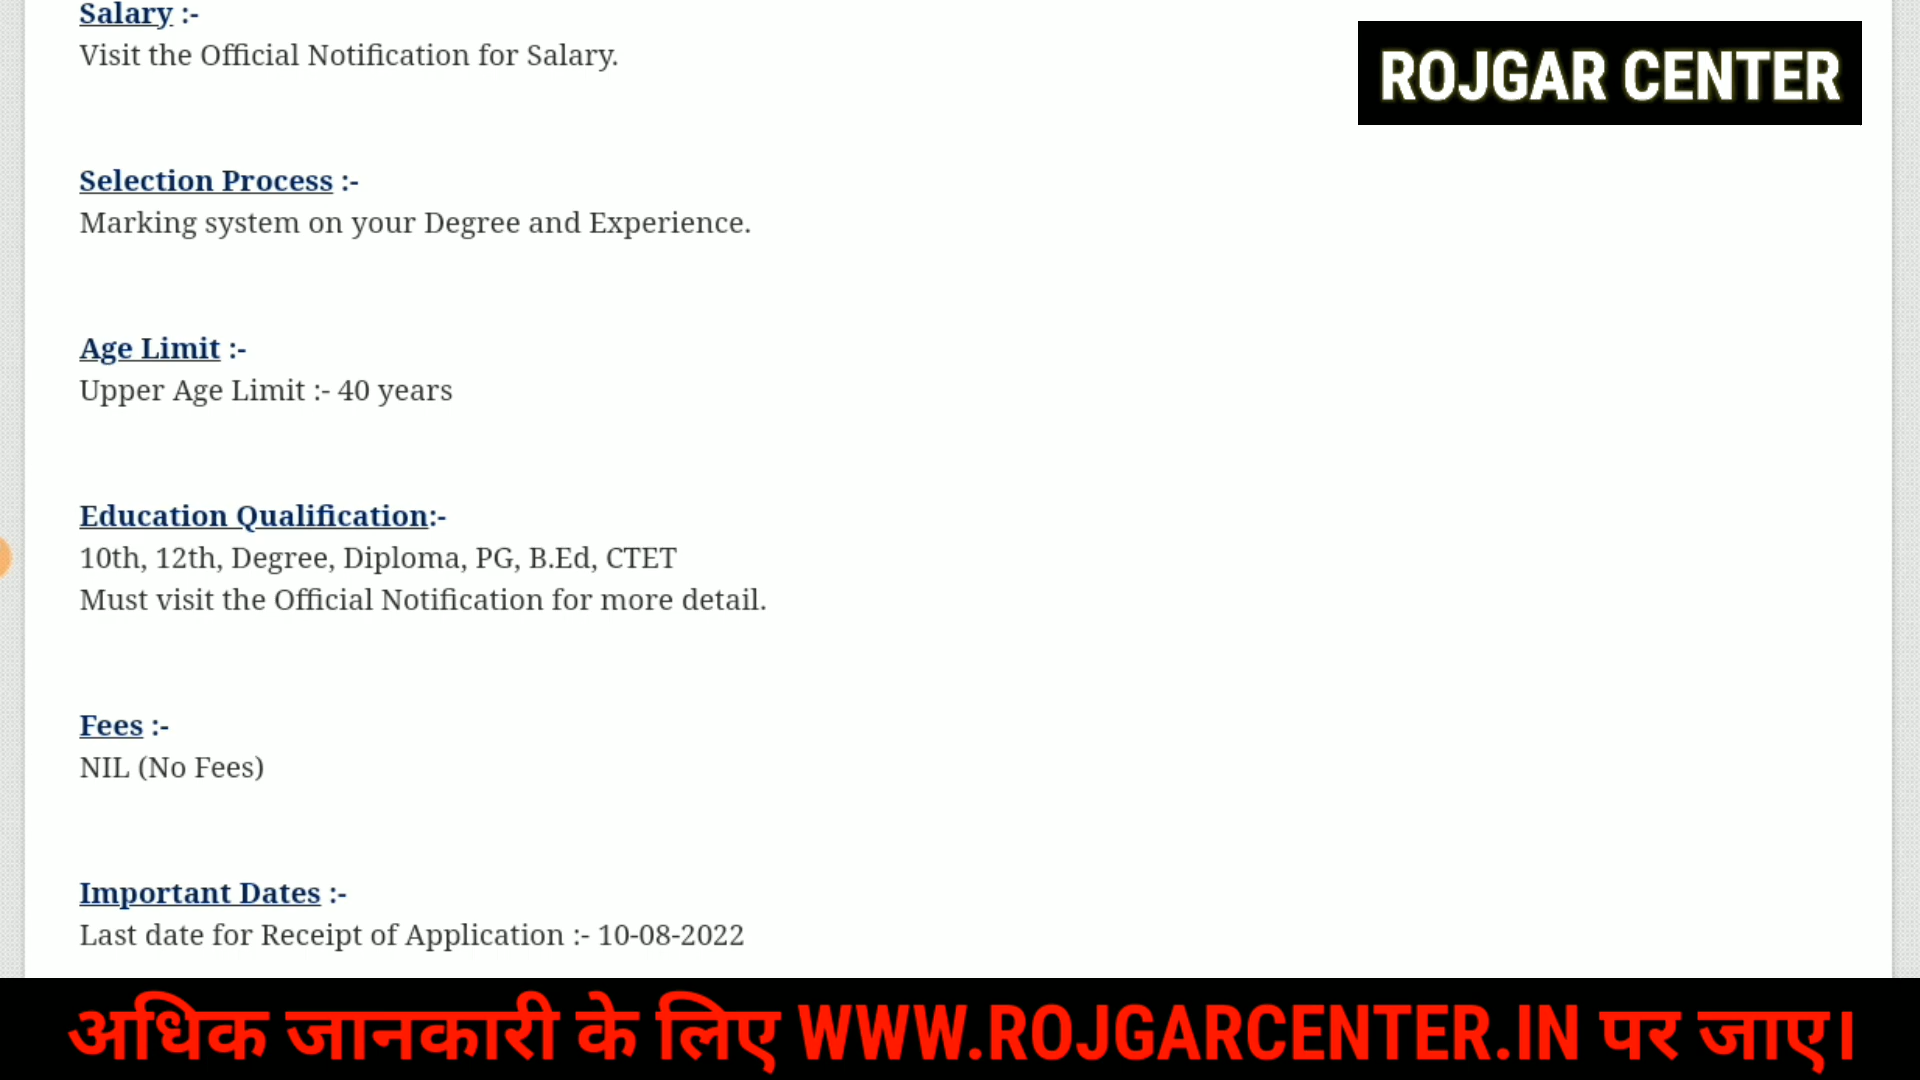 Salary :-
Visit the Official Notification for Salary.
ROJGAR CENTER
Selection Process :-
Marking system on your Degree and Experience.
Age Limit :-
Upper Age Limit :- 40 years
Education Qualification:-
10th, 12th, Degree, Diploma, PG, B.Ed, CTET
Must visit the Official Notification for more detail.
Fees :-
NIL (No Fees)
Important Dates :-
Last date for Receipt of Application :- 10-08-2022
अधिक जानकारी के लिए WWW.ROJGARCENTER.IN पर जाए।